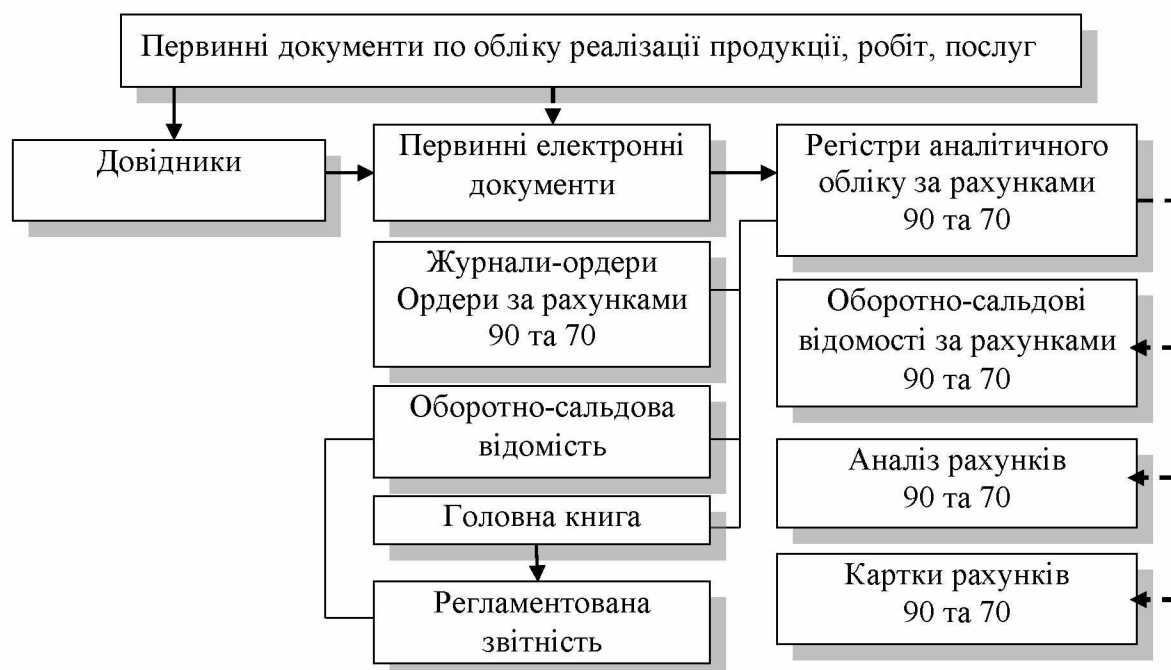 Первинні документи по обліку реалізації продукції, робіт, послуг
Довідники
Первинні електронні
документи
Регістри аналітичного
обліку за рахунками
90 та 70
Журнали-ордери
Ордери за рахунками
90 та 70
Оборотно-сальдові
відомості за рахунками
90 та 70
Оборотно-сальдова
відомість
Аналіз рахунків
90 та 70
Головна книга
Регламентована
звітність
Картки рахунків
90 та 70